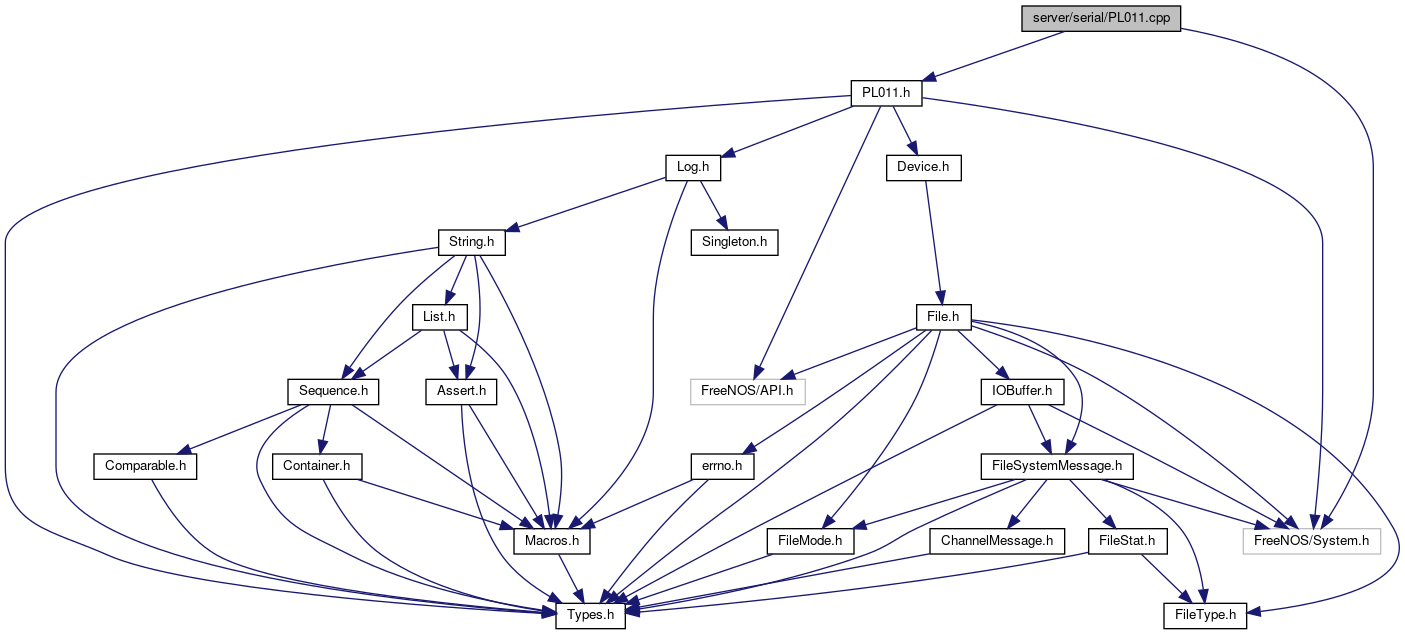 server/serial/PL011.cpp
PL011.h
Log.h
Device.h
String.h
Singleton.h
List.h
File.h
Sequence.h
Assert.h
FreeNOS/API.h
IOBuffer.h
Comparable.h
Container.h
errno.h
FileSystemMessage.h
Macros.h
FileMode.h
ChannelMessage.h
FileStat.h
FreeNOS/System.h
Types.h
FileType.h